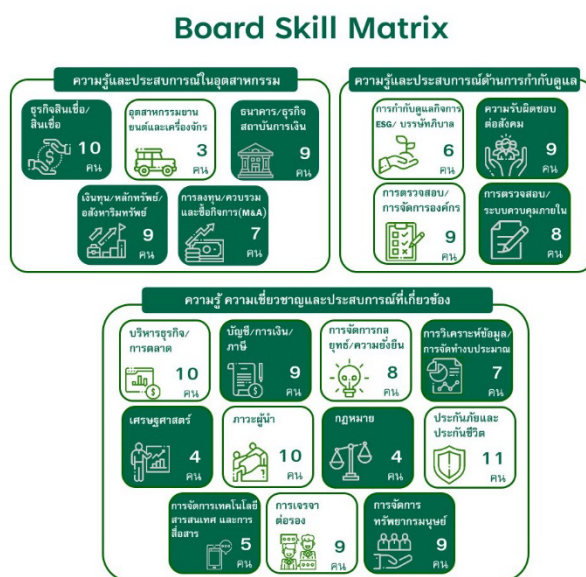 Board Skill Matrix
ความรู้และประสบการณ์ในอุตสาหกรรม
ธุรกิจสินเชื่อ/
สินเชื่อ
10
คน
อุตสาหกรรมยาน
ยนต์และเครื่องจักร
3
คน
ธนาคาร/ธุรกิจ
สถาบันการเงิน
9
คน
เงินทุน/หลักทรัพย์/
อสังหาริมทรัพย์
9
คน
การลงทุน/ควบรวม
และซื้อกิจการ(M&A)
7
คน
ความรู้และประสบการณ์ด้านการกำกับดูแล
การกำกับดูแลกิจการ
ESG/ บรรษัทภิบาล
6
คน
ความรับผิดชอบ
ต่อสังคม
9
คน
การตรวจสอบ/
การจัดการองค์กร
9
คน
การตรวจสอบ/
ระบบควบคุมภายใน
8
คน
ความรู้ ความเชี่ยวชาญและประสบการณ์ที่เกี่ยวข้อง
บริหารธุรกิจ/
การตลาด
10
คน
บัญชี/การเงิน/
ภาษี
9
คน
การจัดการกล
ยุทธ์/ความยั่งยืน
8
คน
การวิเคราะห์ข้อมูล/
การจัดทำงบประมาณ
7
คน
เศรษฐศาสตร์
4
คน
ภาวะผู้นำ
10
คน
กฎหมาย
4
คน
ประกันภัยและ
ประกันชีวิต
11
คน
การจัดการเทคโนโลยี
สารสนเทศ และการ
สื่อสาร
5
คน
การเจรจา
ต่อรอง
9
คน
การจัดการ
ทรัพยากรมนุษย์
9
คน